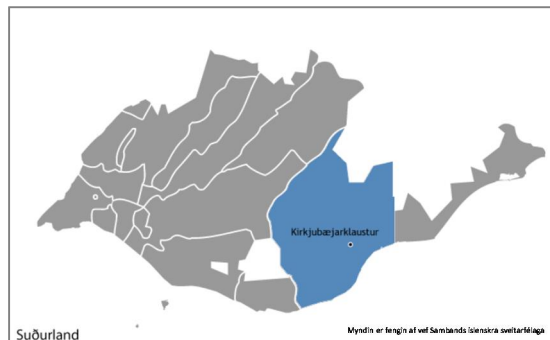 Kirkjubæjarklaustur
Suðurland
Myndin er fengin af vef Sambands íslenskra sveitarfélaga